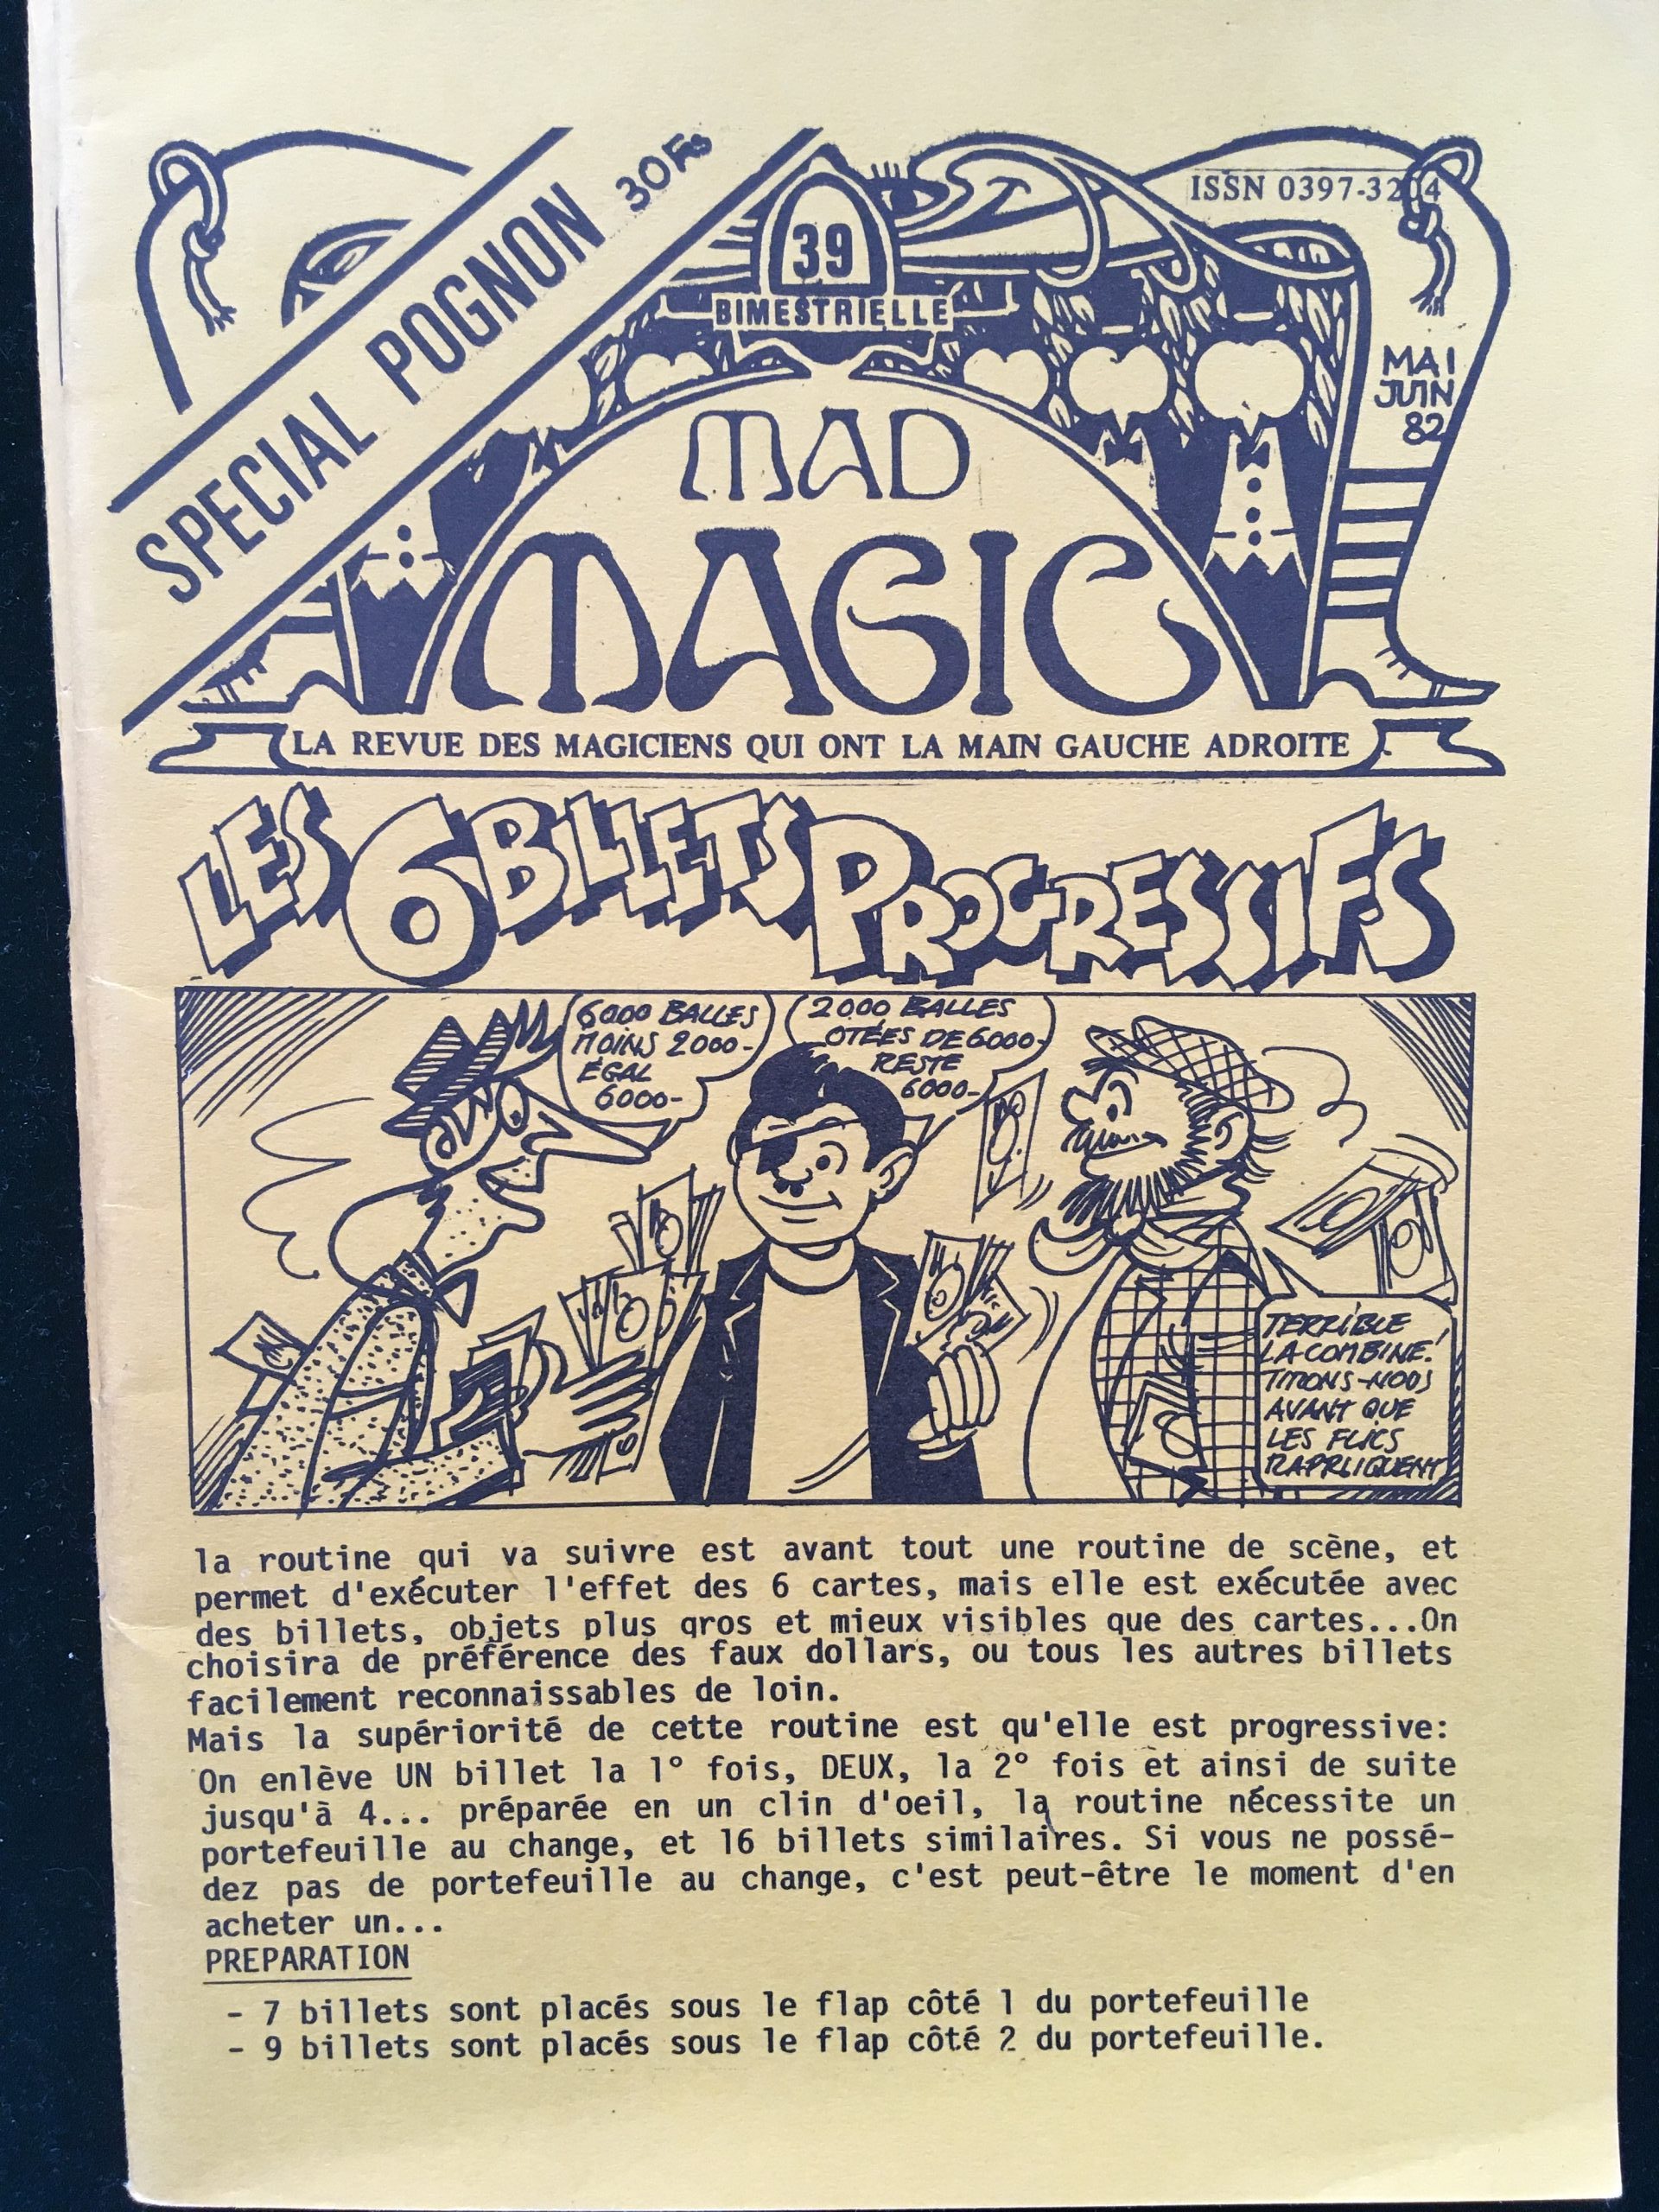 SPECIAL POGNON 30Frs
ISSN 0397-3204
39
BIMESTRIELLE
MAI
JUIN
82
MAD
MAGIC
LA REVUE DES MAGICIENS QUI ONT LA MAIN GAUCHE ADROITE
LES 6 BILLETS PROGRESSIFS
6000 BALLES
MOINS 2000-
ÉGAL
6000-
2000 BALLES
OTÉES DE 6000-
RESTE
6000-
TERRIBLE
LA COMBINE!
TIRONS-NOUS
AVANT QUE
LES FLICS
RAPPLIQUENT
la routine qui va suivre est avant tout une routine de scène, et
permet d'exécuter l'effet des 6 cartes, mais elle est exécutée avec
des billets, objets plus gros et mieux visibles que des cartes...On
choisira de préférence des faux dollars, ou tous les autres billets
facilement reconnaissables de loin.
Mais la supériorité de cette routine est qu'elle est progressive:
On enlève UN billet la 1° fois, DEUX, la 2° fois et ainsi de suite
jusqu'à 4... préparée en un clin d'oeil, la routine nécessite un
portefeuille au change, et 16 billets similaires. Si vous ne possé-
dez pas de portefeuille au change, c'est peut-être le moment d'en
acheter un...
PREPARATION
- 7 billets sont placés sous le flap côté 1 du portefeuille
- 9 billets sont placés sous le flap côté 2 du portefeuille.